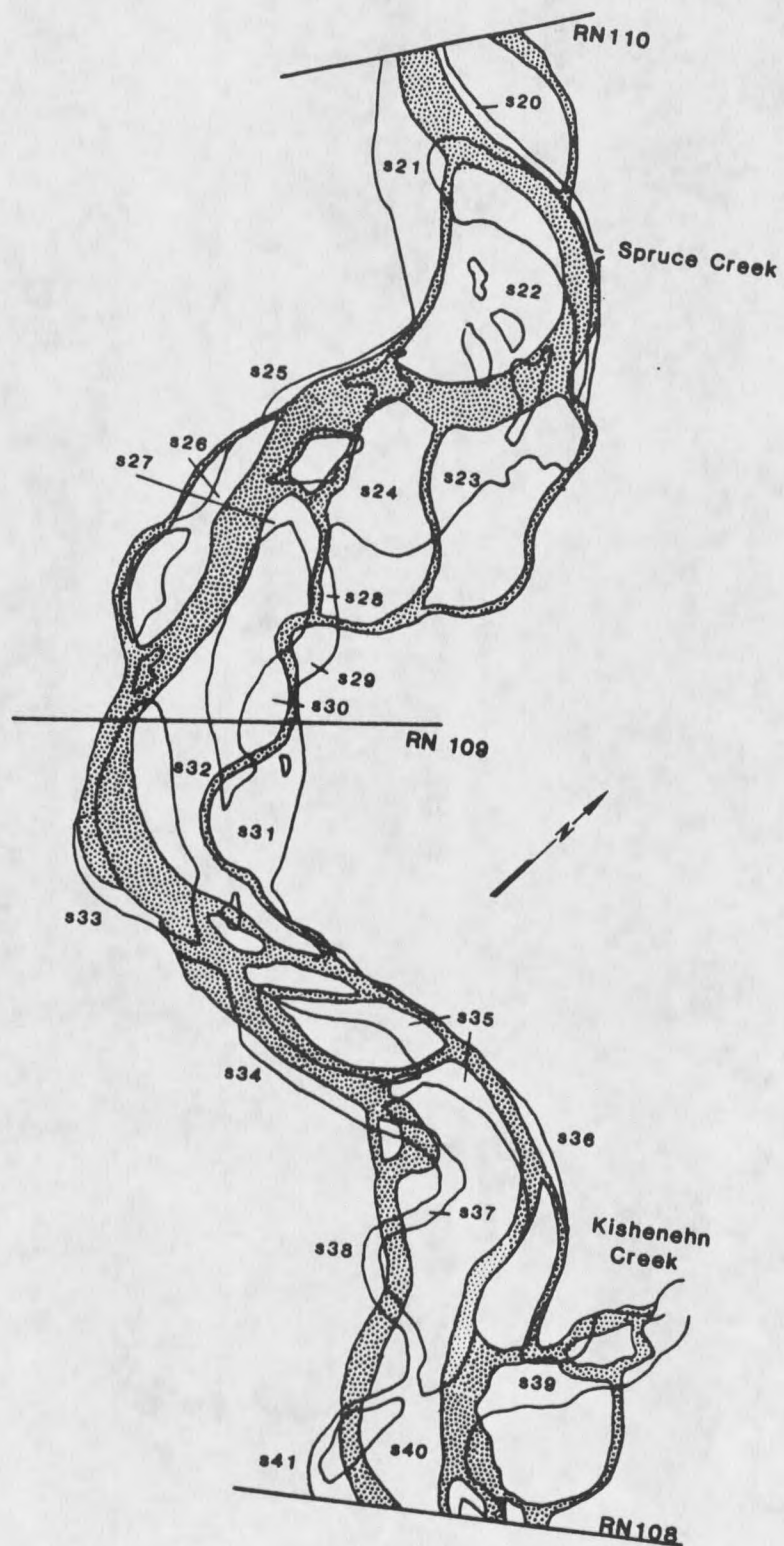 RN110
s20
s21
Spruce Creek
s22
s25
s26
s27
s24
s23
s28
s29
s30
RN 109
s32
s31
N
s33
s35
s34
s36
s37
Kishenehn
Creek
s38
s39
s40
s41
RN108